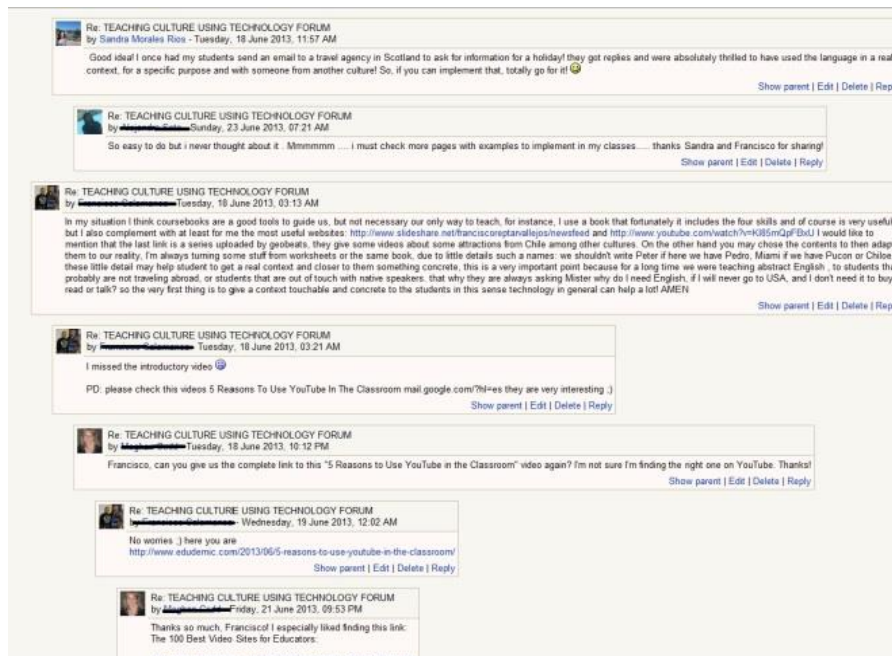 Re: TEACHING CULTURE USING TECHNOLOGY FORUM
by Sandra Morales Rios - Tuesday, 18 June 2013, 11:57 AM
Good idea! I once had my students send an email to a travel agency in Scotland to ask for information for a holiday! they got replies and were absolutely thrilled to have used the language in a real
context, for a specific purpose and with someone from another culture! So, if you can implement that, totally go for it!
Show parent | Edit | Delete | Rep
Re: TEACHING CULTURE USING TECHNOLOGY FORUM
by Sunday, 23 June 2013, 07:21 AM
So easy to do but i never thought about it . Mmmmmm .... i must check more pages with examples to implement in my classes..... thanks Sandra and Francisco for sharing!
Show parent | Edit | Delete | Reply
Re: TEACHING CULTURE USING TECHNOLOGY FORUM
by Tuesday, 18 June 2013, 03:13 AM
In my situation I think coursebooks are a good tools to guide us, but not necessary our only way to teach, for instance, I use a book that fortunately it includes the four skills and of course is very useful
but I also complement with at least for me the most useful websites: http://www.slideshare.net/franciscoreptarvallejos/newsfeed and http://www.youtube.com/watch?v=KI85mQpFBxU I would like to
mention that the last link is a series uploaded by geobeats, they give some videos about some attractions from Chile among other cultures. On the other hand you may chose the contents to then adap
them to our reality, I'm always turning some stuff from worksheets or the same book, due to little details such a names: we shouldn't write Peter if here we have Pedro, Miami if we have Pucon or Chiloe
these little detail may help student to get a real context and closer to them something concrete, this is a very important point because for a long time we were teaching abstract English , to students tha
probably are not traveling abroad, or students that are out of touch with native speakers. that why they are always asking Mister why do I need English, if I will never go to USA, and I don't need it to buy
read or talk? so the very first thing is to give a context touchable and concrete to the students in this sense technology in general can help a lot! AMEN
Show parent | Edit | Delete | Rep
Re: TEACHING CULTURE USING TECHNOLOGY FORUM
by Tuesday, 18 June 2013, 03:21 AM
I missed the introductory video
PD: please check this videos 5 Reasons To Use YouTube In The Classroom mail.google.com/?hl=es they are very interesting ;)
Show parent | Edit | Delete | Reply
Re: TEACHING CULTURE USING TECHNOLOGY FORUM
by Tuesday, 18 June 2013, 10:12 PM
Francisco, can you give us the complete link to this "5 Reasons to Use YouTube in the Classroom" video again? I'm not sure I'm finding the right one on YouTube. Thanks!
Show parent | Edit | Delete | Reply
Re: TEACHING CULTURE USING TECHNOLOGY FORUM
by - Wednesday, 19 June 2013, 12:02 AM
No worries ;) here you are
http://www.edudemic.com/2013/06/5-reasons-to-use-youtube-in-the-classroom/
Show parent | Edit | Delete | Reply
Re: TEACHING CULTURE USING TECHNOLOGY FORUM
by Friday, 21 June 2013, 09:53 PM
Thanks so much, Francisco! I especially liked finding this link:
The 100 Best Video Sites for Educators: